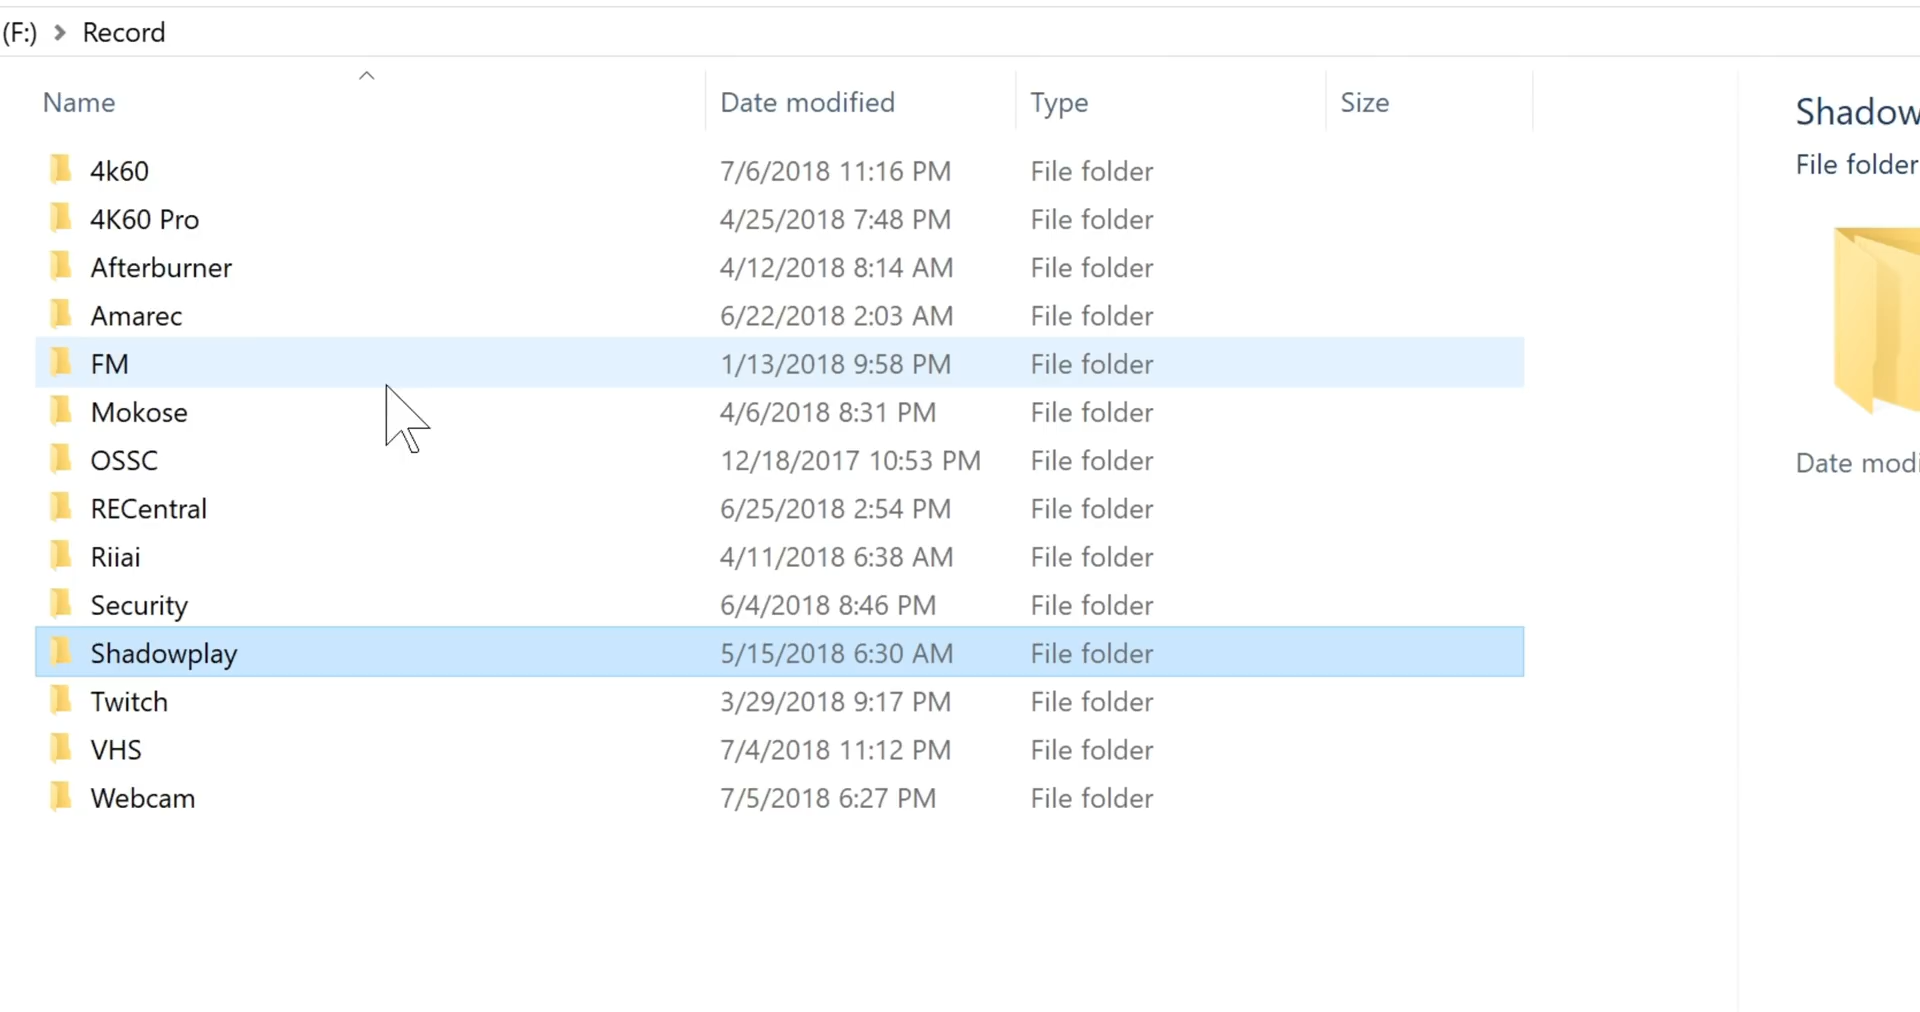 (F:) > Record
Name Date modified Type Size
4k60 7/6/2018 11:16 PM File folder
4K60 Pro 4/25/2018 7:48 PM File folder
Afterburner 4/12/2018 8:14 AM File folder
Amarec 6/22/2018 2:03 AM File folder
FM 1/13/2018 9:58 PM File folder
Mokose 4/6/2018 8:31 PM File folder
OSSC 12/18/2017 10:53 PM File folder
RECentral 6/25/2018 2:54 PM File folder
Riiai 4/11/2018 6:38 AM File folder
Security 6/4/2018 8:46 PM File folder
Shadowplay 5/15/2018 6:30 AM File folder
Twitch 3/29/2018 9:17 PM File folder
VHS 7/4/2018 11:12 PM File folder
Webcam 7/5/2018 6:27 PM File folder
Shadow
File folder
Date modi